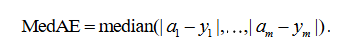 MedAE = median(| a₁ − y₁ |,...,| aₘ − yₘ |).